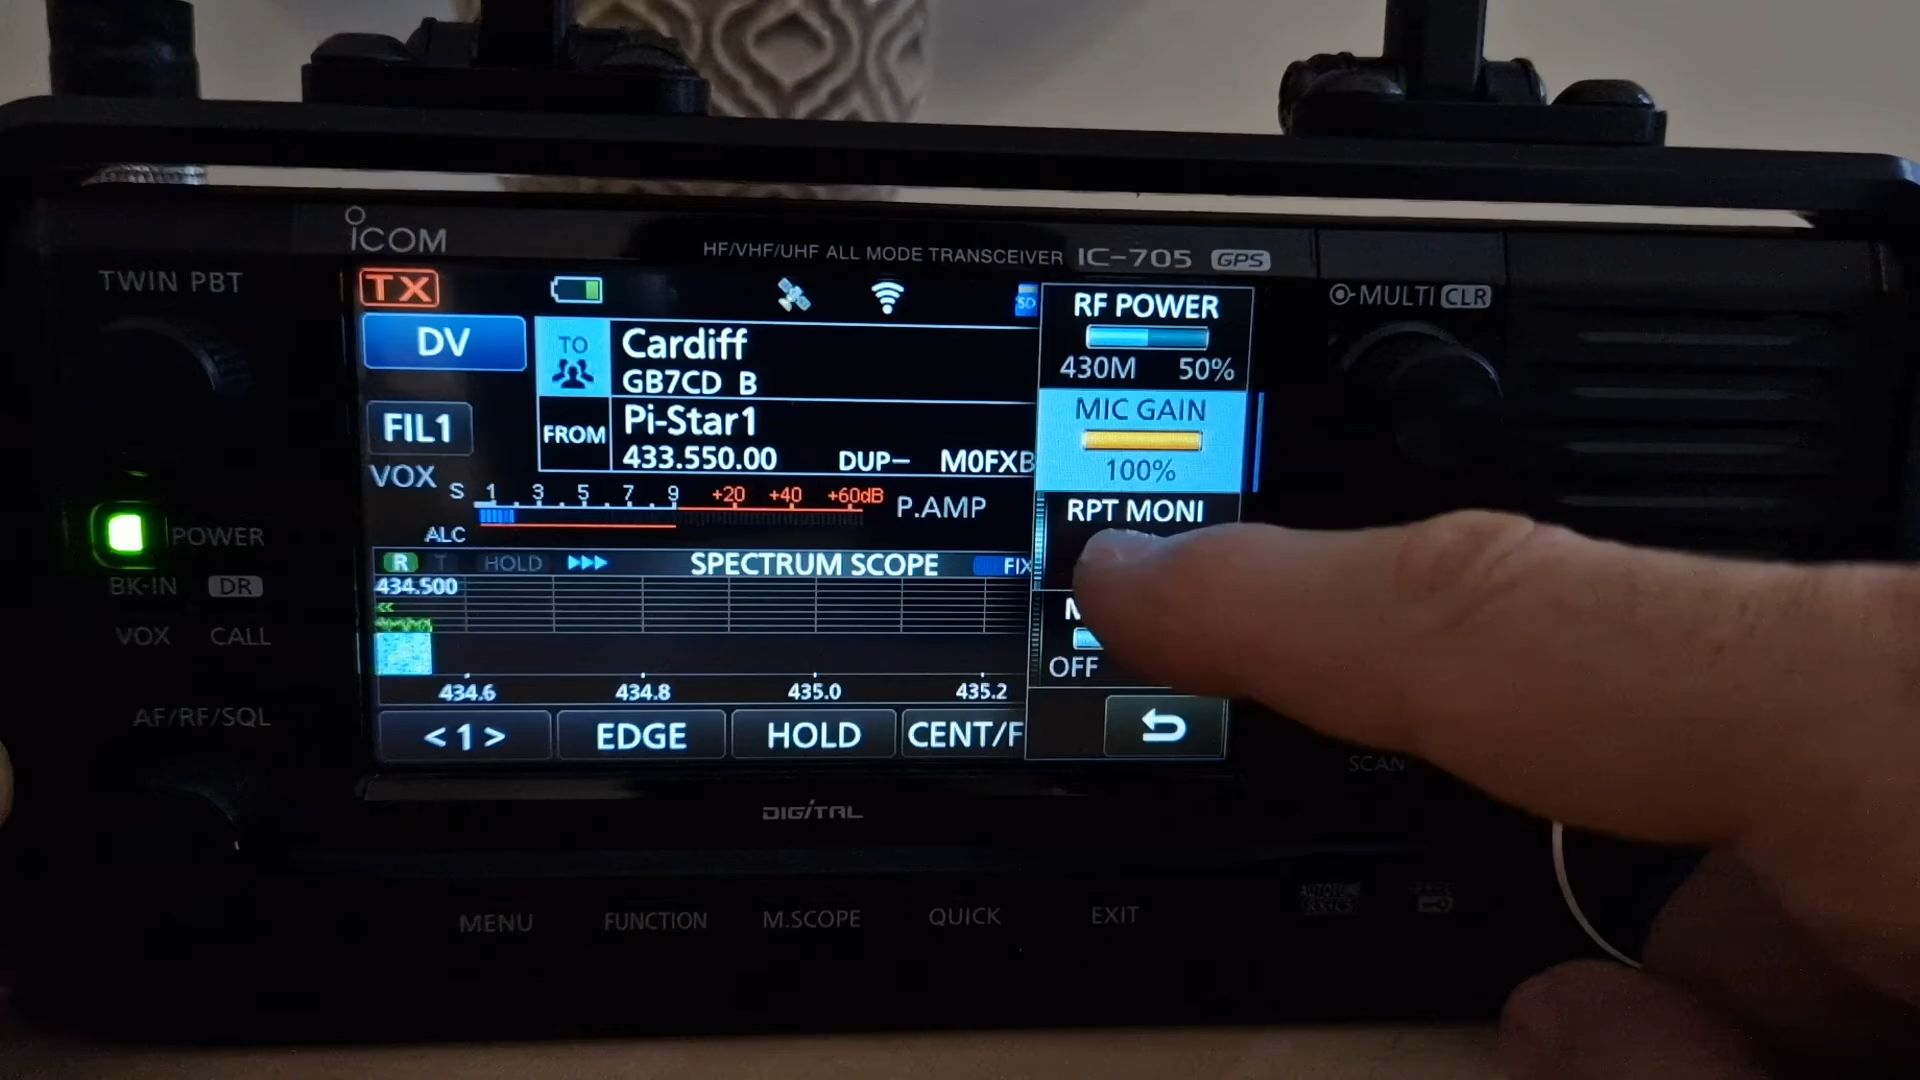 ICOM
HF/VHF/UHF ALL MODE TRANSCEIVER IC-705 GPS
TWIN PBT
MULTI CLR
TX
SD
DV
TO
Cardiff
GB7CD B
FIL1
FROM
Pi-Star1
433.550.00 DUP- M0FXB
VOX
S 1 3 5 7 9 +20 +40 +60dB P.AMP
ALC
R T HOLD SPECTRUM SCOPE FIX
434.500
<<
434.6 434.8 435.0 435.2
< 1 > EDGE HOLD CENT/F
RF POWER
430M 50%
MIC GAIN
100%
RPT MONI
OFF
POWER
BK-IN DR
VOX CALL
AF/RF/SQL
SCAN
DIGITAL
MENU FUNCTION M.SCOPE QUICK EXIT